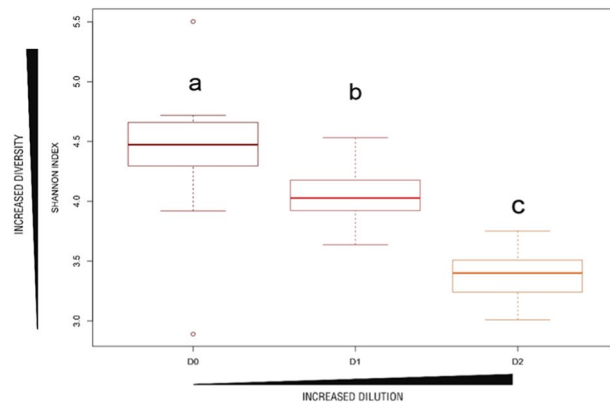 5.5
5.0
4.5
4.0
3.5
3.0
INCREASED DIVERSITY
SHANNON INDEX
a
b
c
D0
D1
D2
INCREASED DILUTION